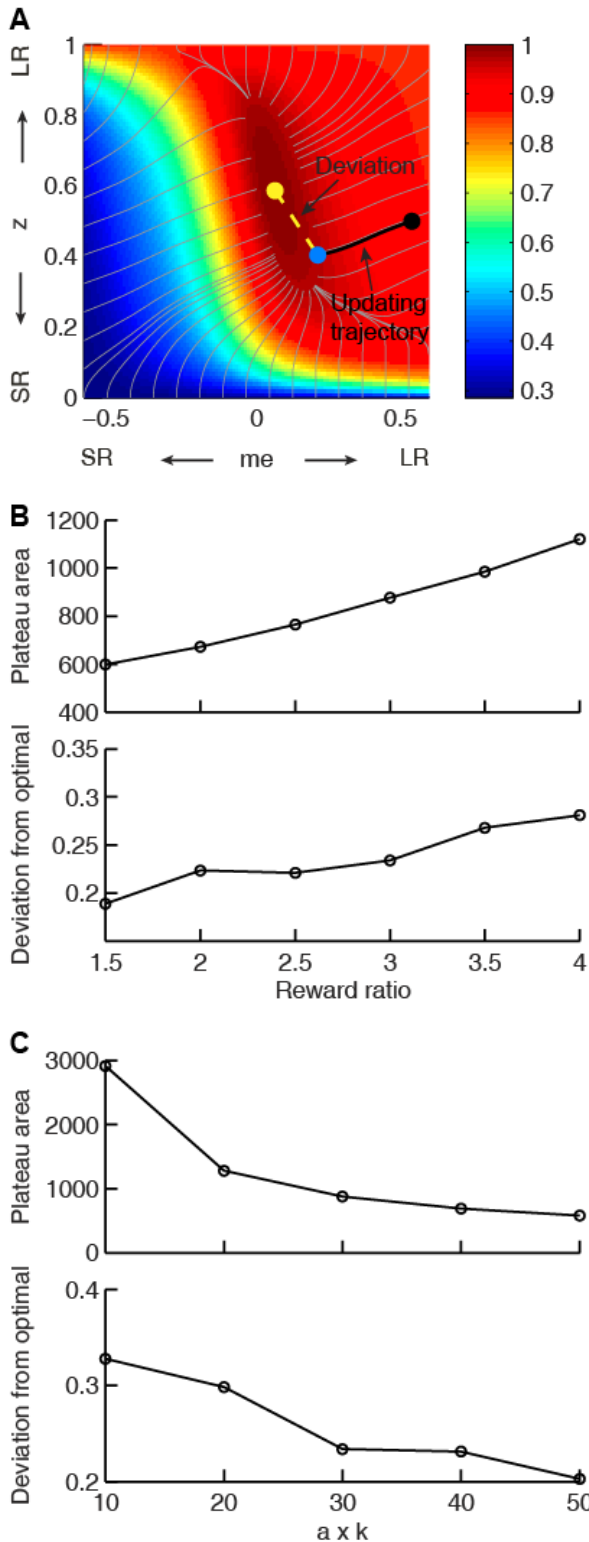 A
LR
z
SR
1
0.8
0.6
0.4
0.2
0
Deviation
Updating
trajectory
−0.5
0
0.5
SR
me
LR
1
0.9
0.8
0.7
0.6
0.5
0.4
0.3
B
Plateau area
1200
1000
800
600
400
Deviation from optimal
0.35
0.3
0.25
0.2
1.5
2
2.5
3
3.5
4
Reward ratio
C
Plateau area
3000
2000
1000
0
Deviation from optimal
0.4
0.3
0.2
10
20
30
40
50
a x k